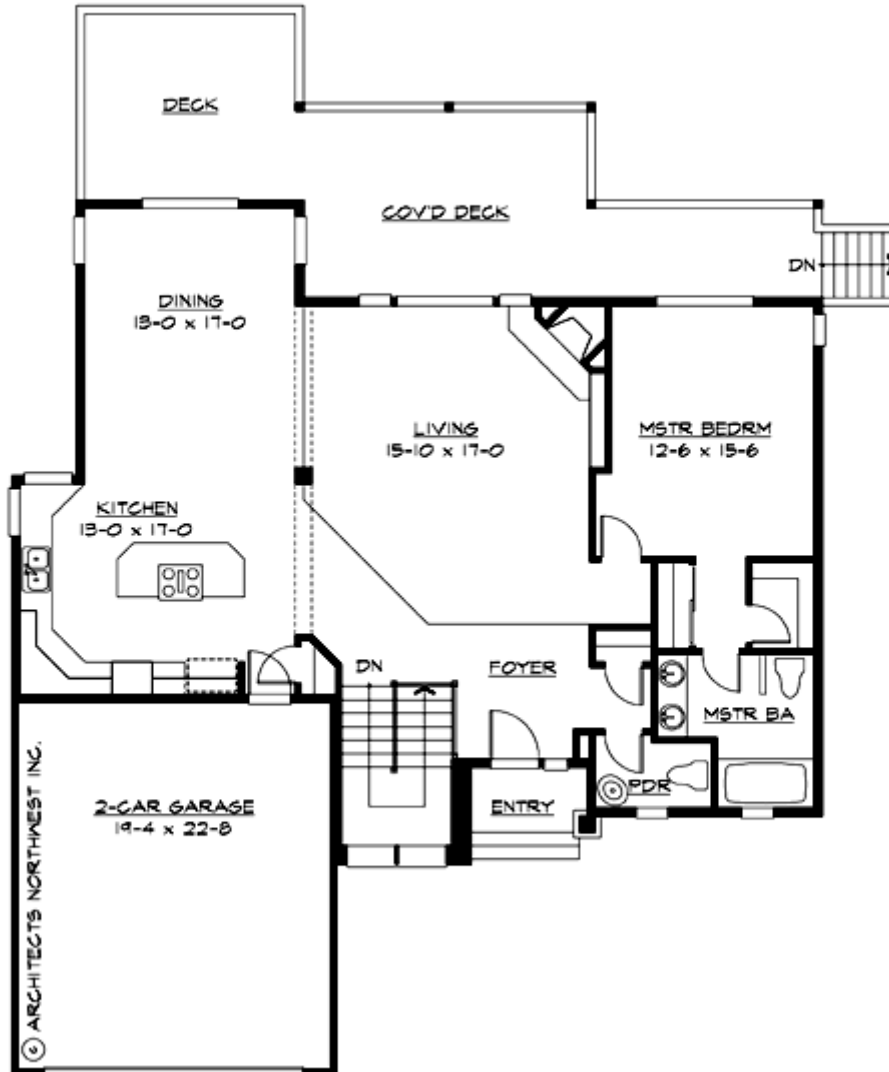 DECK
COV'D DECK
DN
DINING
13-0 x 17-0
LIVING
15-10 x 17-0
MSTR BEDRM
12-6 x 15-6
KITCHEN
13-0 x 17-0
DN
FOYER
MSTR BA
PDR
ENTRY
2-CAR GARAGE
19-4 x 22-8
© ARCHITECTS NORTHWEST INC.